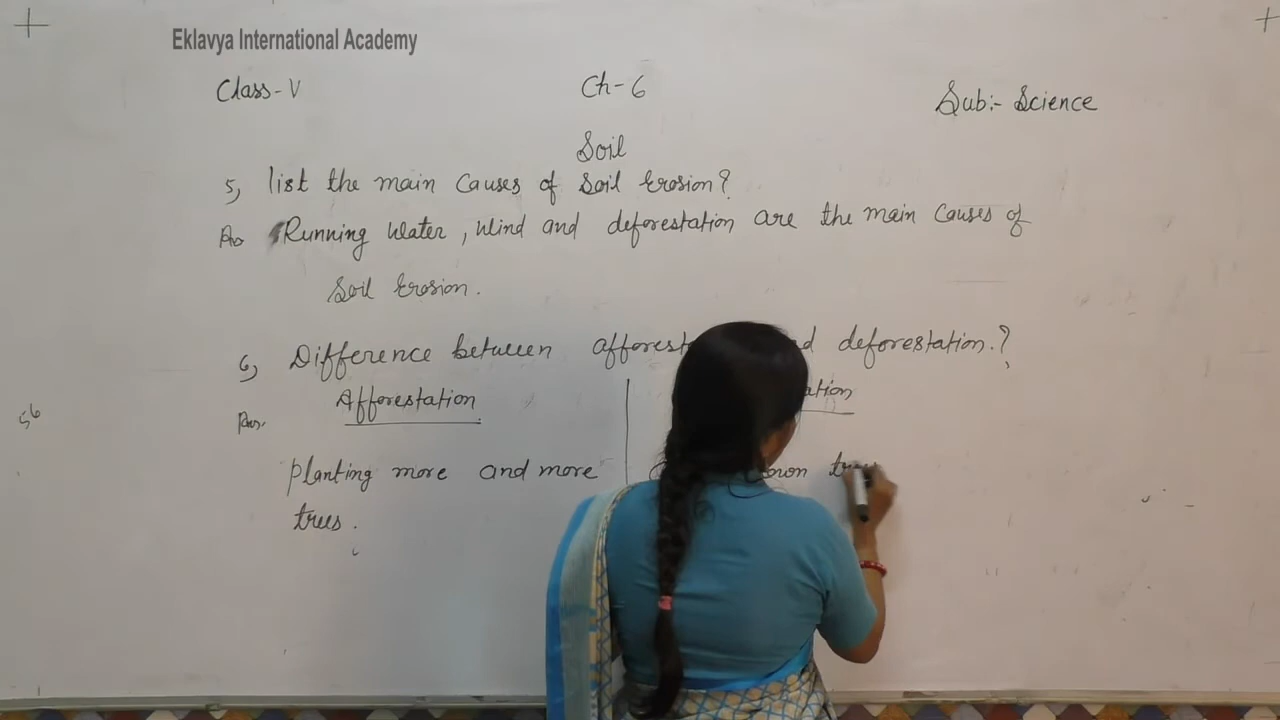 Eklavya International Academy
Class-V Ch-6 Sub:- Science
Soil
5, list the main Causes of Soil Erosion?
Running Water, Wind and deforestation are the main Causes of
Soil Erosion.
6, Difference between deforestation.?
Ans. Afforestation
Planting more and more
trees.